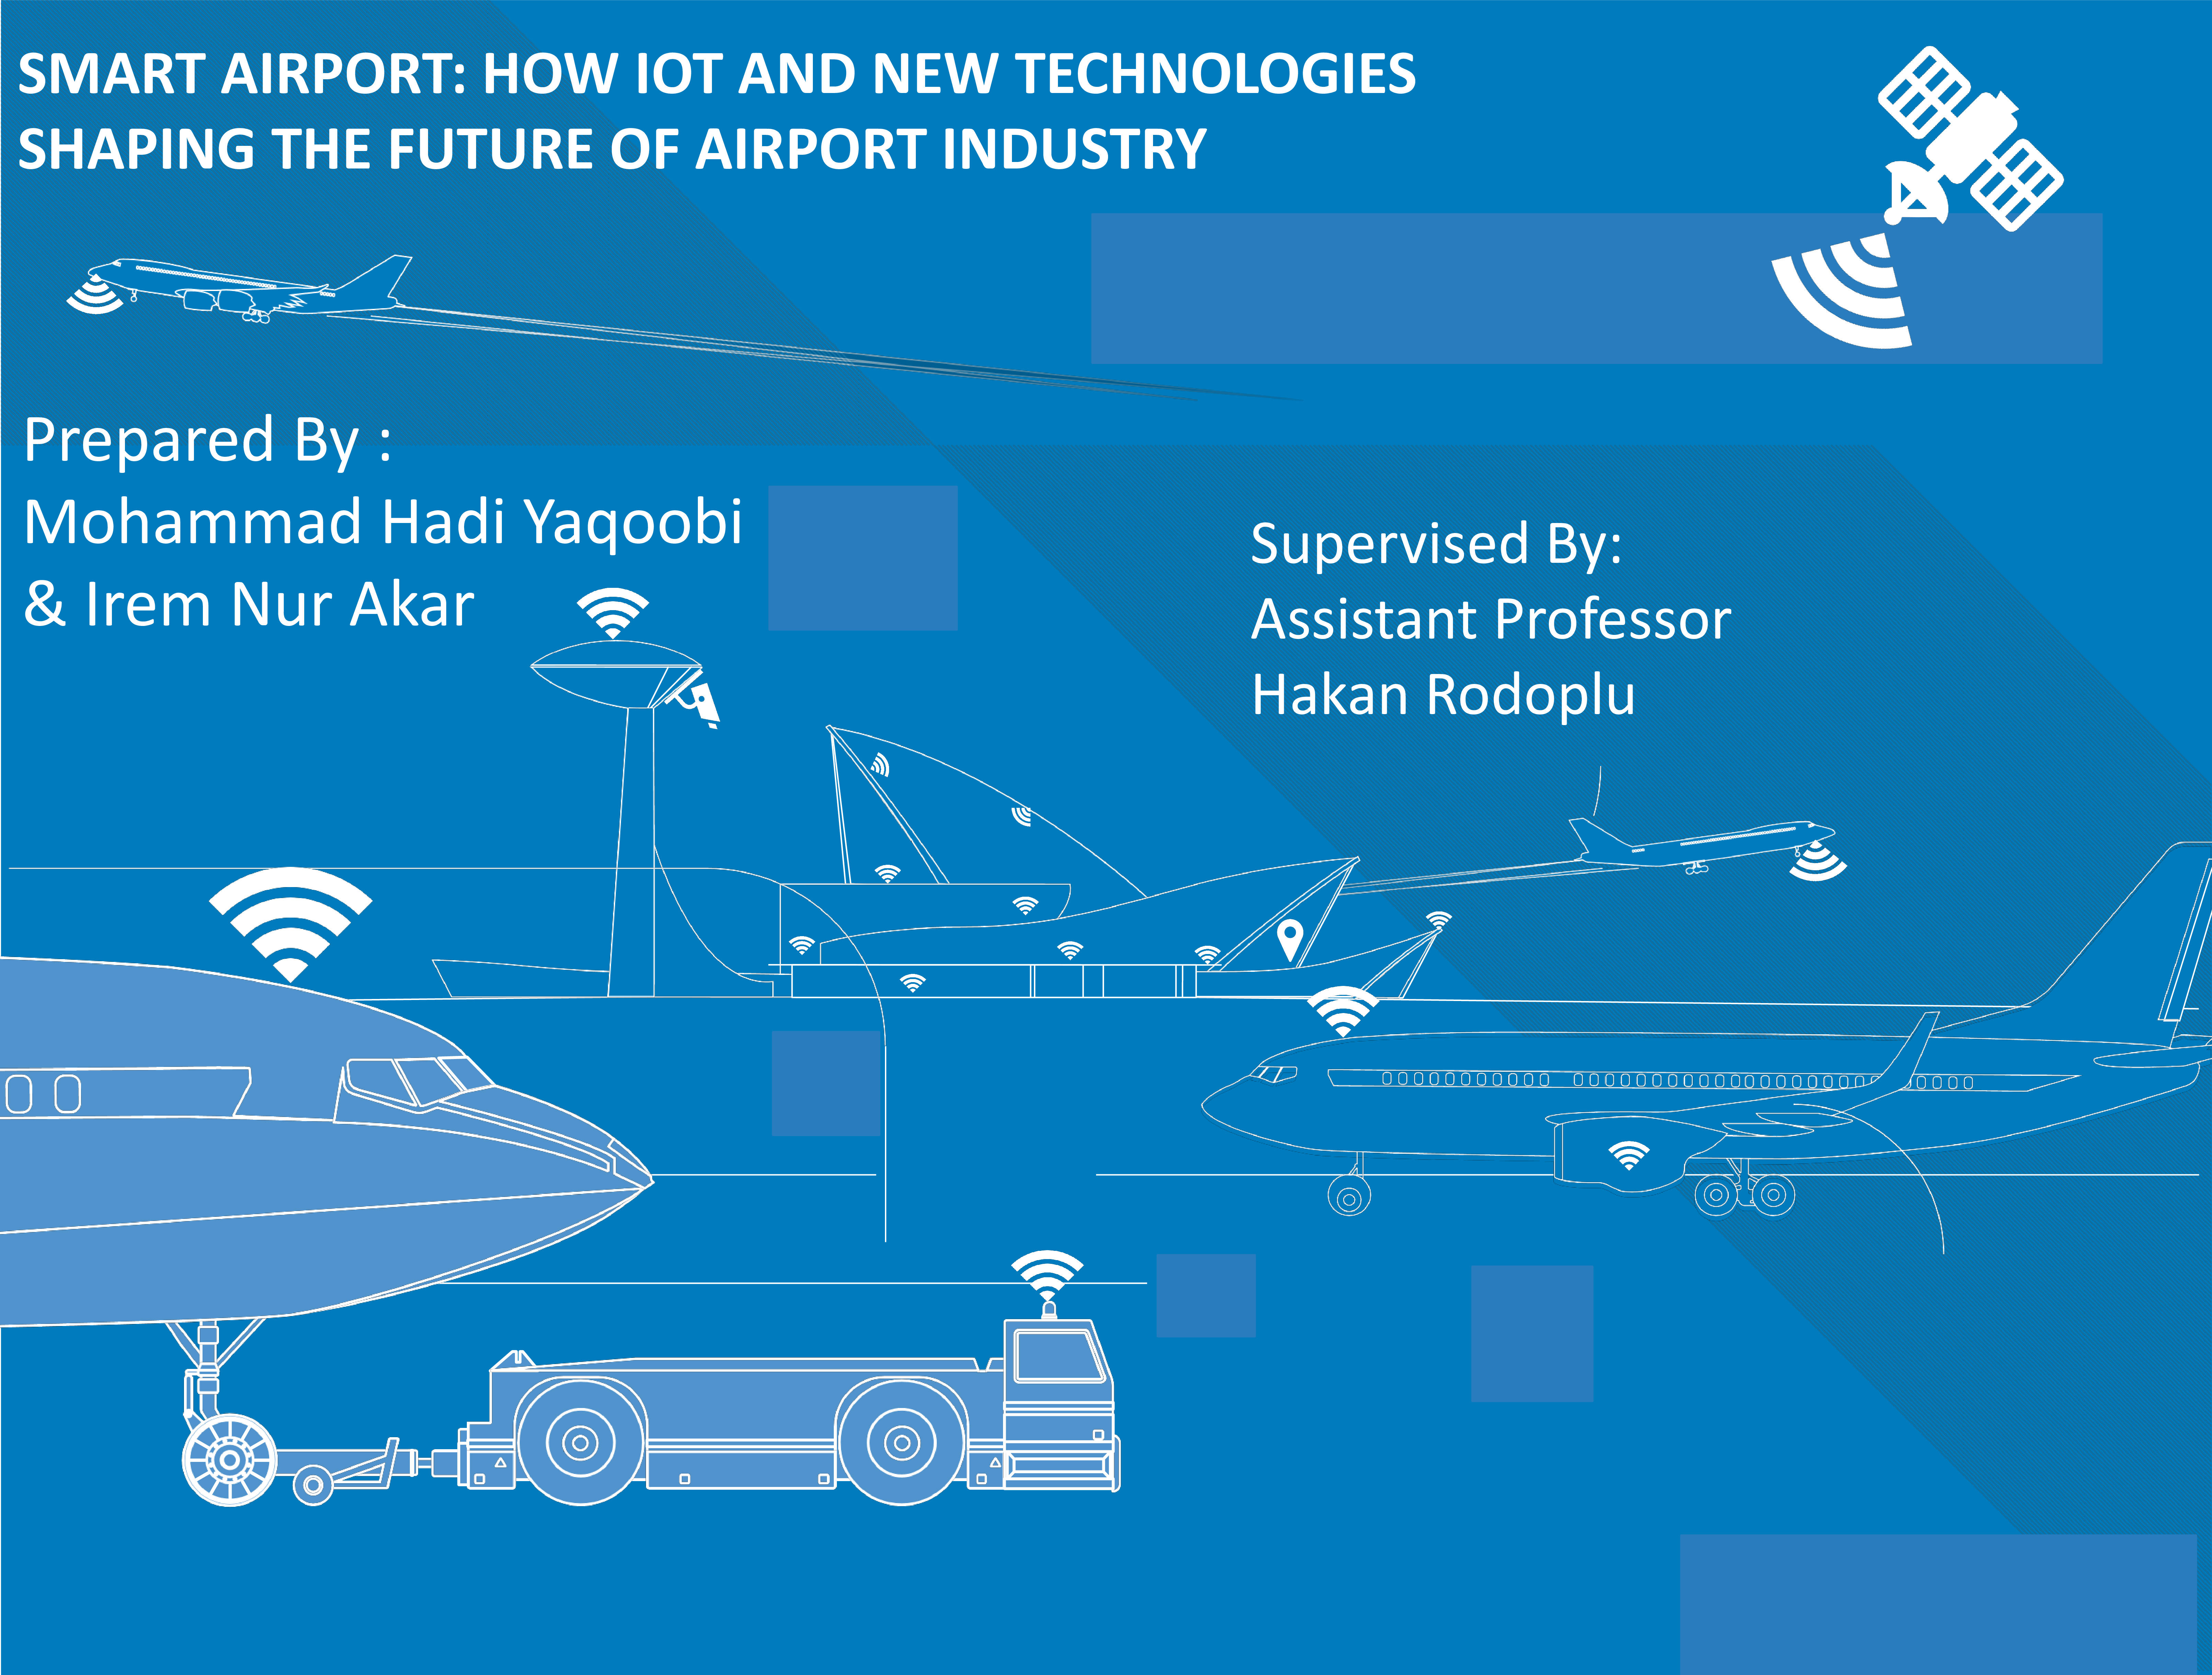 SMART AIRPORT: HOW IOT AND NEW TECHNOLOGIES
SHAPING THE FUTURE OF AIRPORT INDUSTRY
Prepared By :
Mohammad Hadi Yaqoobi
& Irem Nur Akar
Supervised By:
Assistant Professor
Hakan Rodoplu